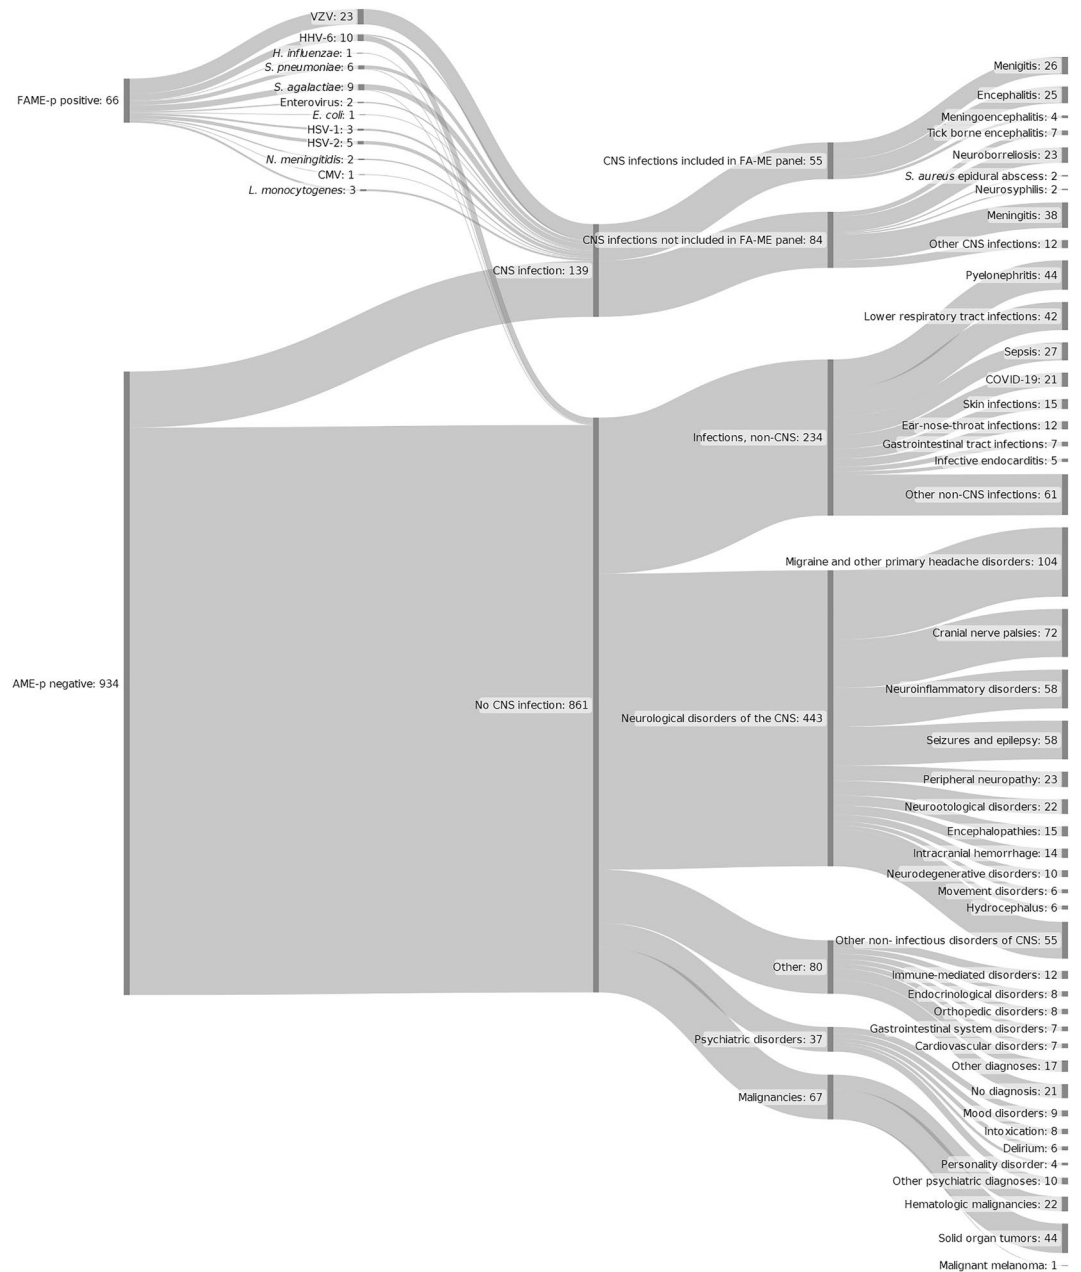 VZV: 23
HHV-6: 10
H. influenzae: 1
S. pneumoniae: 6
S. agalactiae: 9
Enterovirus: 2
E. coli: 1
HSV-1: 3
HSV-2: 5
N. meningitidis: 2
CMV: 1
L. monocytogenes: 3
FAME-p positive: 66
AME-p negative: 934
CNS infection: 139
No CNS infection: 861
CNS infections included in FA-ME panel: 55
CNS infections not included in FA-ME panel: 84
Infections, non-CNS: 234
Neurological disorders of the CNS: 443
Other: 80
Psychiatric disorders: 37
Malignancies: 67
Menigitis: 26
Encephalitis: 25
Meningoencephalitis: 4
Tick borne encephalitis: 7
Neuroborreliosis: 23
S. aureus epidural abscess: 2
Neurosyphilis: 2
Meningitis: 38
Other CNS infections: 12
Pyelonephritis: 44
Lower respiratory tract infections: 42
Sepsis: 27
COVID-19: 21
Skin infections: 15
Ear-nose-throat infections: 12
Gastrointestinal tract infections: 7
Infective endocarditis: 5
Other non-CNS infections: 61
Migraine and other primary headache disorders: 104
Cranial nerve palsies: 72
Neuroinflammatory disorders: 58
Seizures and epilepsy: 58
Peripheral neuropathy: 23
Neurootological disorders: 22
Encephalopathies: 15
Intracranial hemorrhage: 14
Neurodegenerative disorders: 10
Movement disorders: 6
Hydrocephalus: 6
Other non- infectious disorders of CNS: 55
Immune-mediated disorders: 12
Endocrinological disorders: 8
Orthopedic disorders: 8
Gastrointestinal system disorders: 7
Cardiovascular disorders: 7
Other diagnoses: 17
No diagnosis: 21
Mood disorders: 9
Intoxication: 8
Delirium: 6
Personality disorder: 4
Other psychiatric diagnoses: 10
Hematologic malignancies: 22
Solid organ tumors: 44
Malignant melanoma: 1